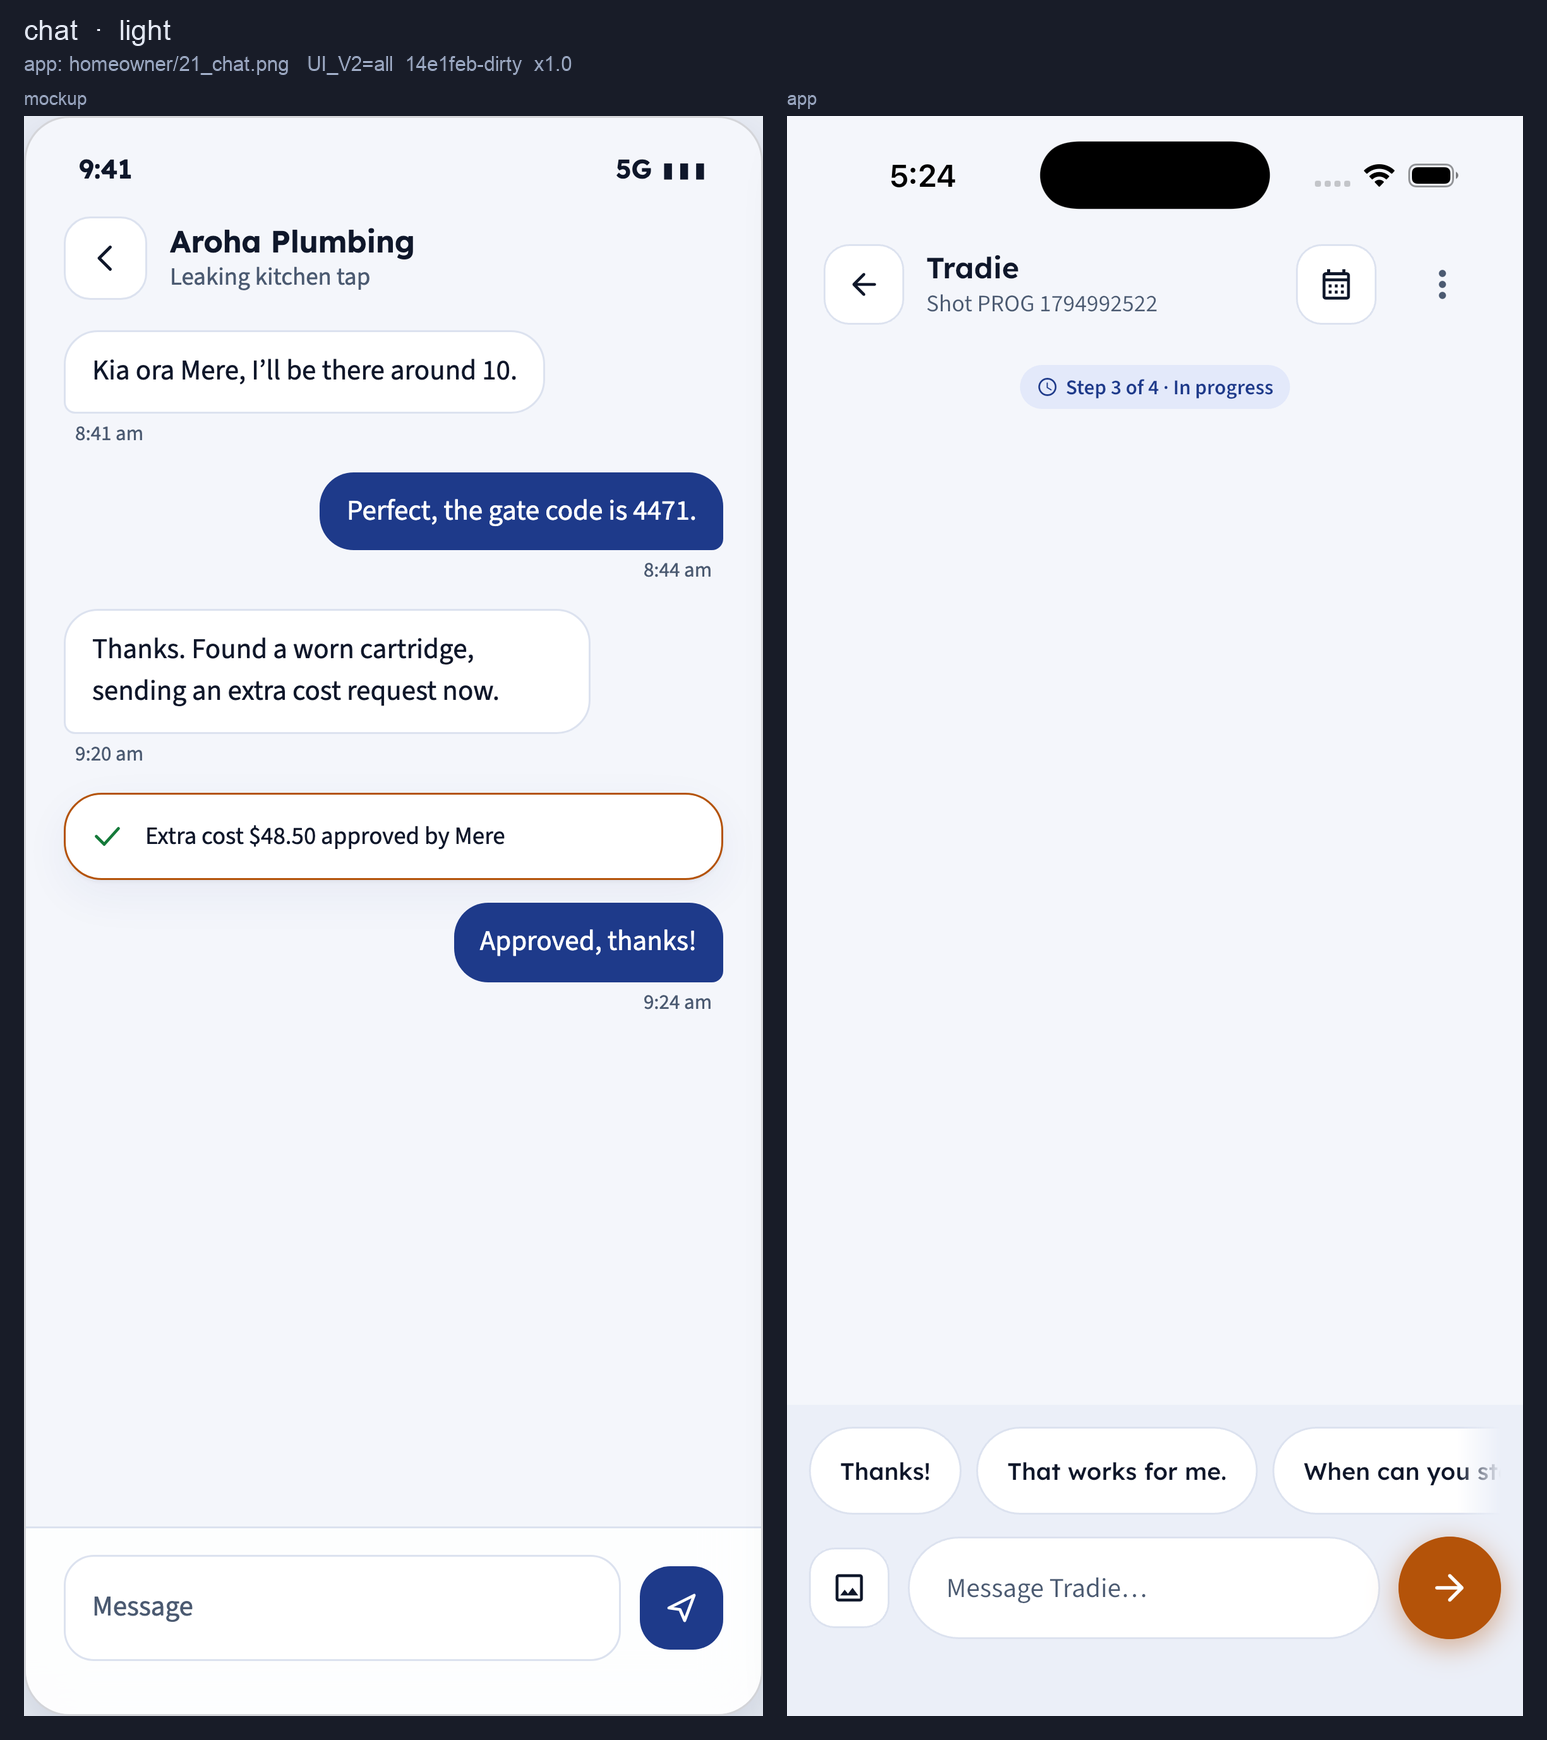 chat · light
app: homeowner/21_chat.png UI_V2=all 14e1feb-dirty x1.0
mockup
9:41
5G
Aroha Plumbing
Leaking kitchen tap
Kia ora Mere, I’ll be there around 10.
8:41 am
Perfect, the gate code is 4471.
8:44 am
Thanks. Found a worn cartridge,
sending an extra cost request now.
9:20 am
Extra cost $48.50 approved by Mere
Approved, thanks!
9:24 am
Message
app
5:24
Tradie
Shot PROG 1794992522
Step 3 of 4 · In progress
Thanks!
That works for me.
When can you st
Message Tradie…